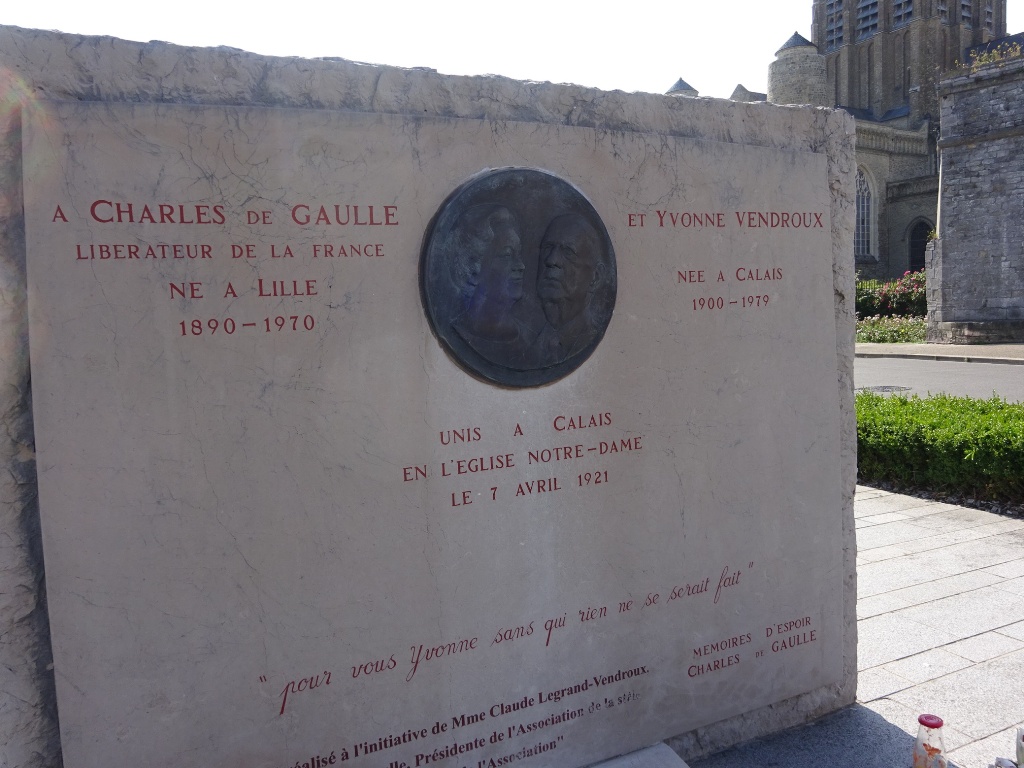 A CHARLES DE GAULLE
LIBERATEUR DE LA FRANCE
NE A LILLE
1890-1970
ET YVONNE VENDROUX
NEE A CALAIS
1900-1979
UNIS A CALAIS
EN L'EGLISE NOTRE-DAME
LE 7 AVRIL 1921
"pour vous Yvonne sans qui rien ne se serait fait"
MEMOIRES D'ESPOIR
CHARLES DE GAULLE
éalisé à l'initiative de Mme Claude Legrand-Vendroux.
lle, Présidente de l'Association de la
l'Association"